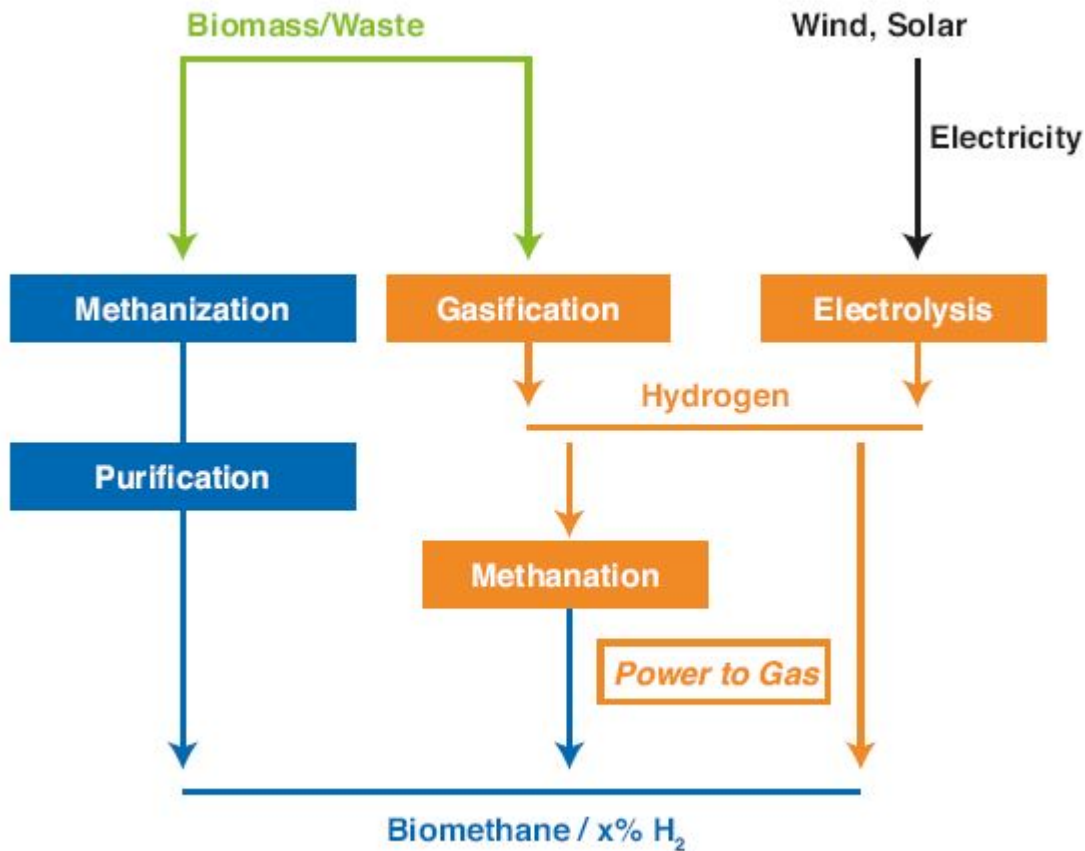 Biomass/Waste
Wind, Solar
Electricity
Methanization
Gasification
Electrolysis
Hydrogen
Purification
Methanation
Power to Gas
Biomethane / x% H₂